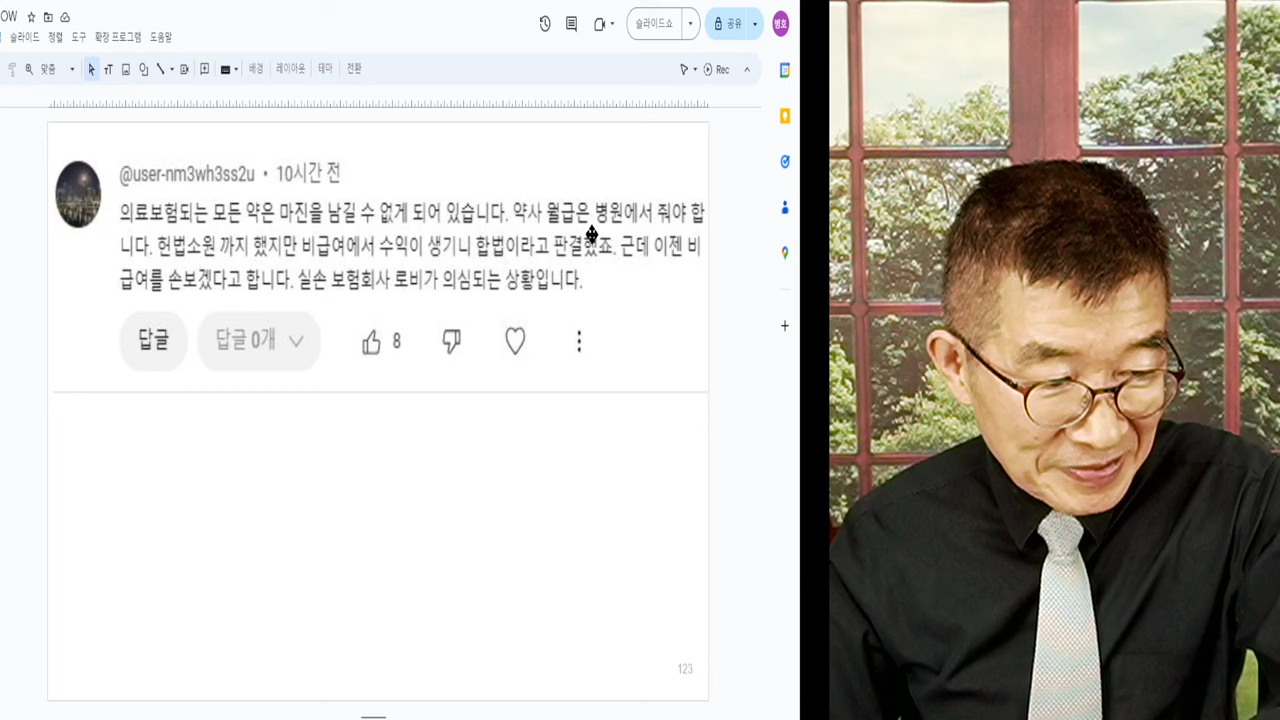 OW
슬라이드 정렬 도구 확장 프로그램 도움말
슬라이드쇼
공유
병호
맞춤
배경 레이아웃 테마 전환
Rec
@user-nm3wh3ss2u • 10시간 전
의료보험되는 모든 약은 마진을 남길 수 없게 되어 있습니다. 약사 월급은 병원에서 줘야 합
니다. 헌법소원 까지 했지만 비급여에서 수익이 생기니 합법이라고 판결했죠. 근데 이젠 비
급여를 손보겠다고 합니다. 실손 보험회사 로비가 의심되는 상황입니다.
답글
답글 0개
8
123